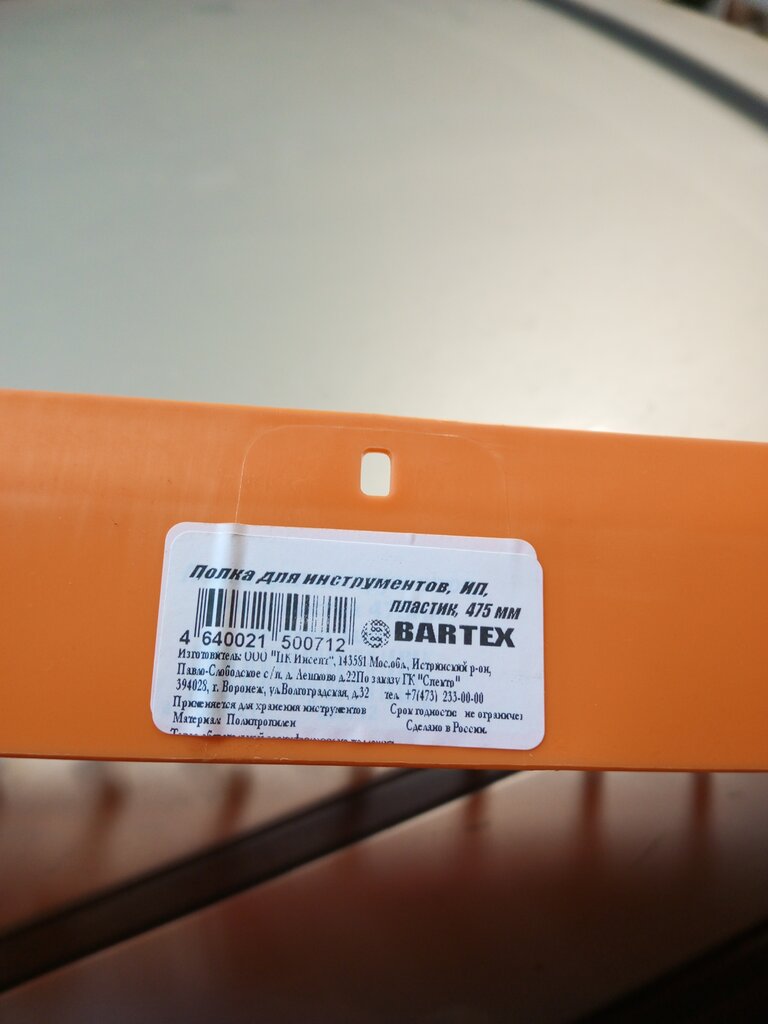 Полка для инструментов, ИП,
пластик, 475 мм
4 640021 500712
BARTEX
Изготовитель: ООО "ПК Инсепт", 143581 Мос.обл., Истринский р-он,
Павло-Слободское с/п, д. Лешково д.22По заказу ГК "Спектр"
394028, г. Воронеж, ул.Волгоградская, д.32 тел. +7(473) 233-00-00
Применяется для хранения инструментов Срок годности: не ограничен
Материал: Полипропилен Сделано в России.